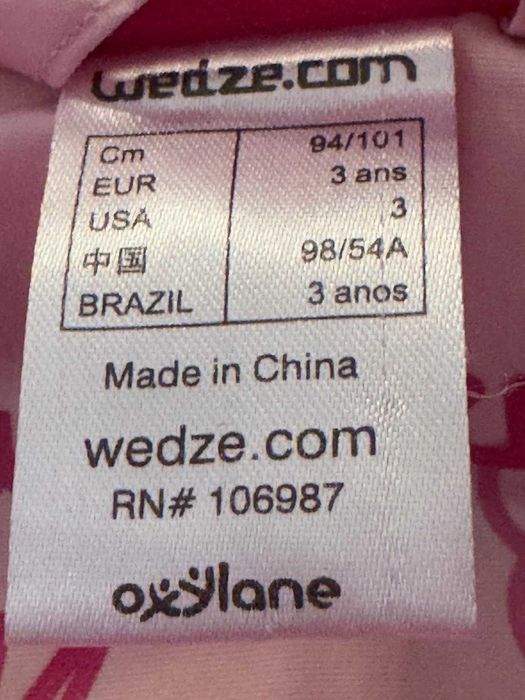 wedze.com
Cm 94/101
EUR 3 ans
USA 3
中国 98/54A
BRAZIL 3 anos
Made in China
wedze.com
RN# 106987
oxylane